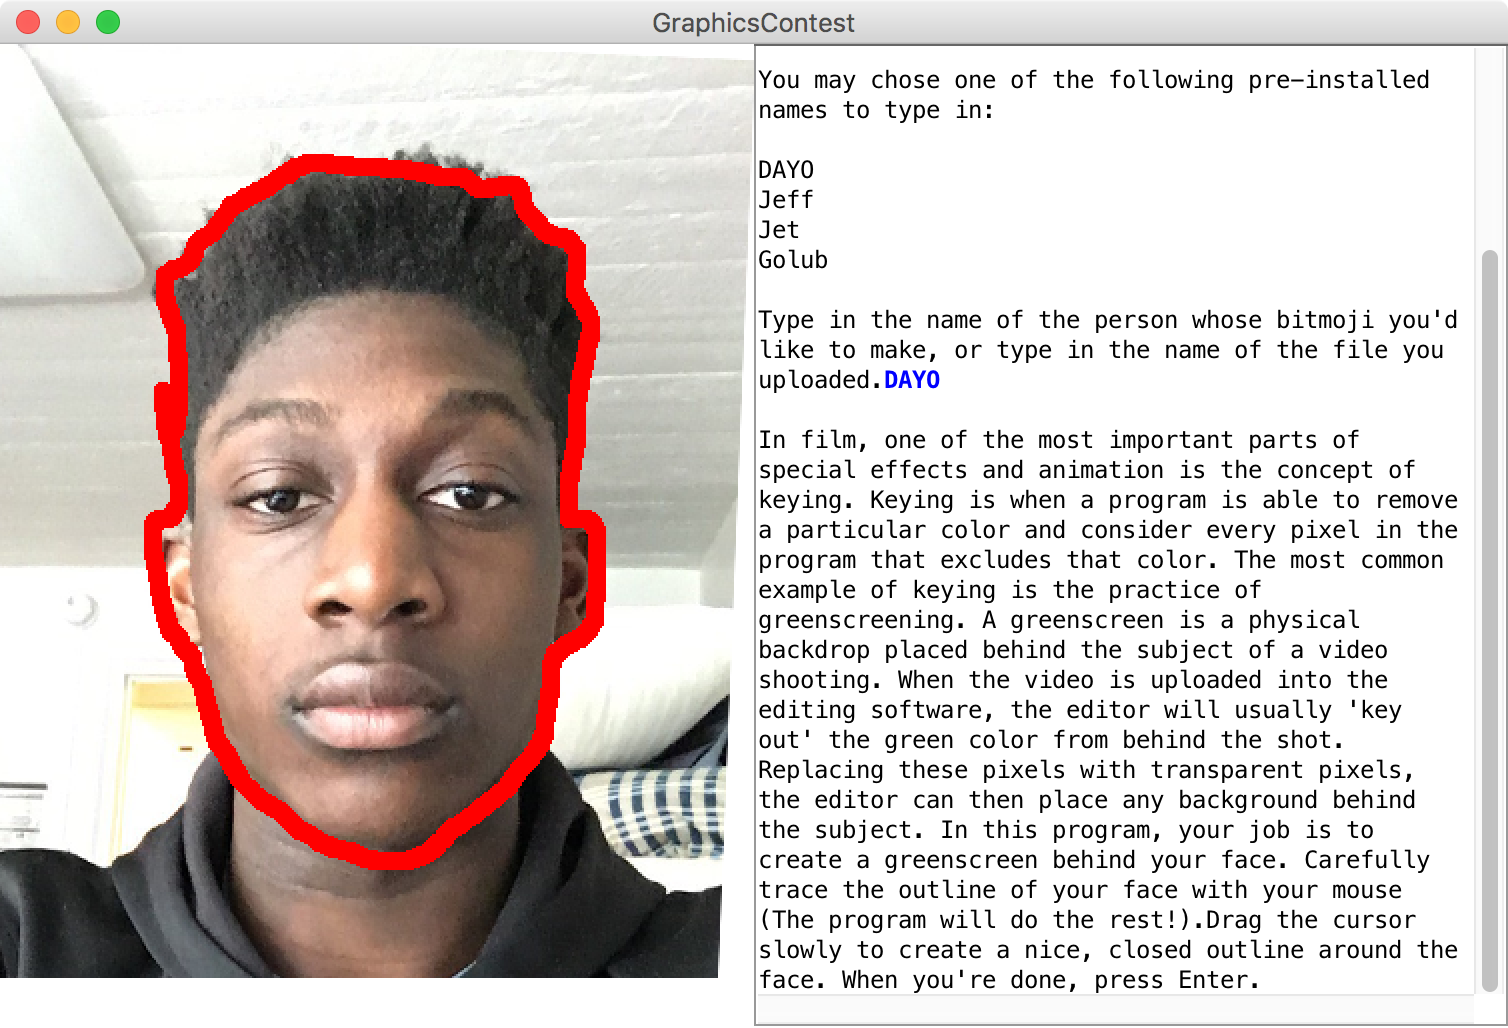 GraphicsContest
You may chose one of the following pre-installed
names to type in:
DAYO
Jeff
Jet
Golub
Type in the name of the person whose bitmoji you'd
like to make, or type in the name of the file you
uploaded.DAYO
In film, one of the most important parts of
special effects and animation is the concept of
keying. Keying is when a program is able to remove
a particular color and consider every pixel in the
program that excludes that color. The most common
example of keying is the practice of
greenscreening. A greenscreen is a physical
backdrop placed behind the subject of a video
shooting. When the video is uploaded into the
editing software, the editor will usually 'key
out' the green color from behind the shot.
Replacing these pixels with transparent pixels,
the editor can then place any background behind
the subject. In this program, your job is to
create a greenscreen behind your face. Carefully
trace the outline of your face with your mouse
(The program will do the rest!).Drag the cursor
slowly to create a nice, closed outline around the
face. When you're done, press Enter.